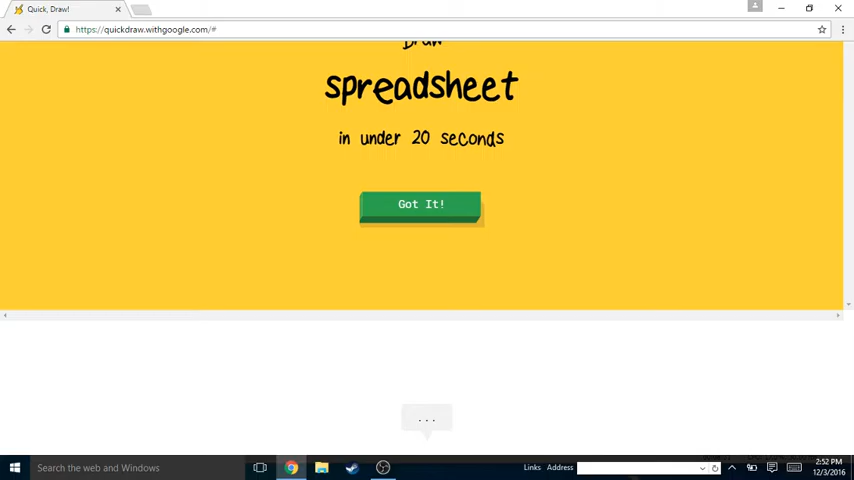 Quick, Draw!
https://quickdraw.withgoogle.com/#
Draw
spreadsheet
in under 20 seconds
Got It!
...
Search the web and Windows
Links
Address
2:52 PM
12/3/2016